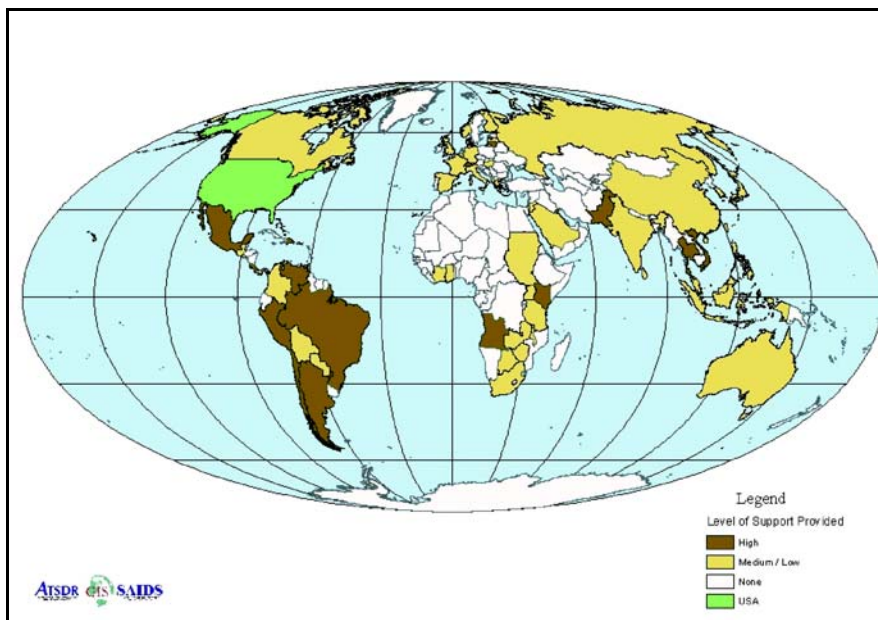 Legend
Level of Support Provided
High
Medium / Low
None
USA
ATSDR GIS SAIDS